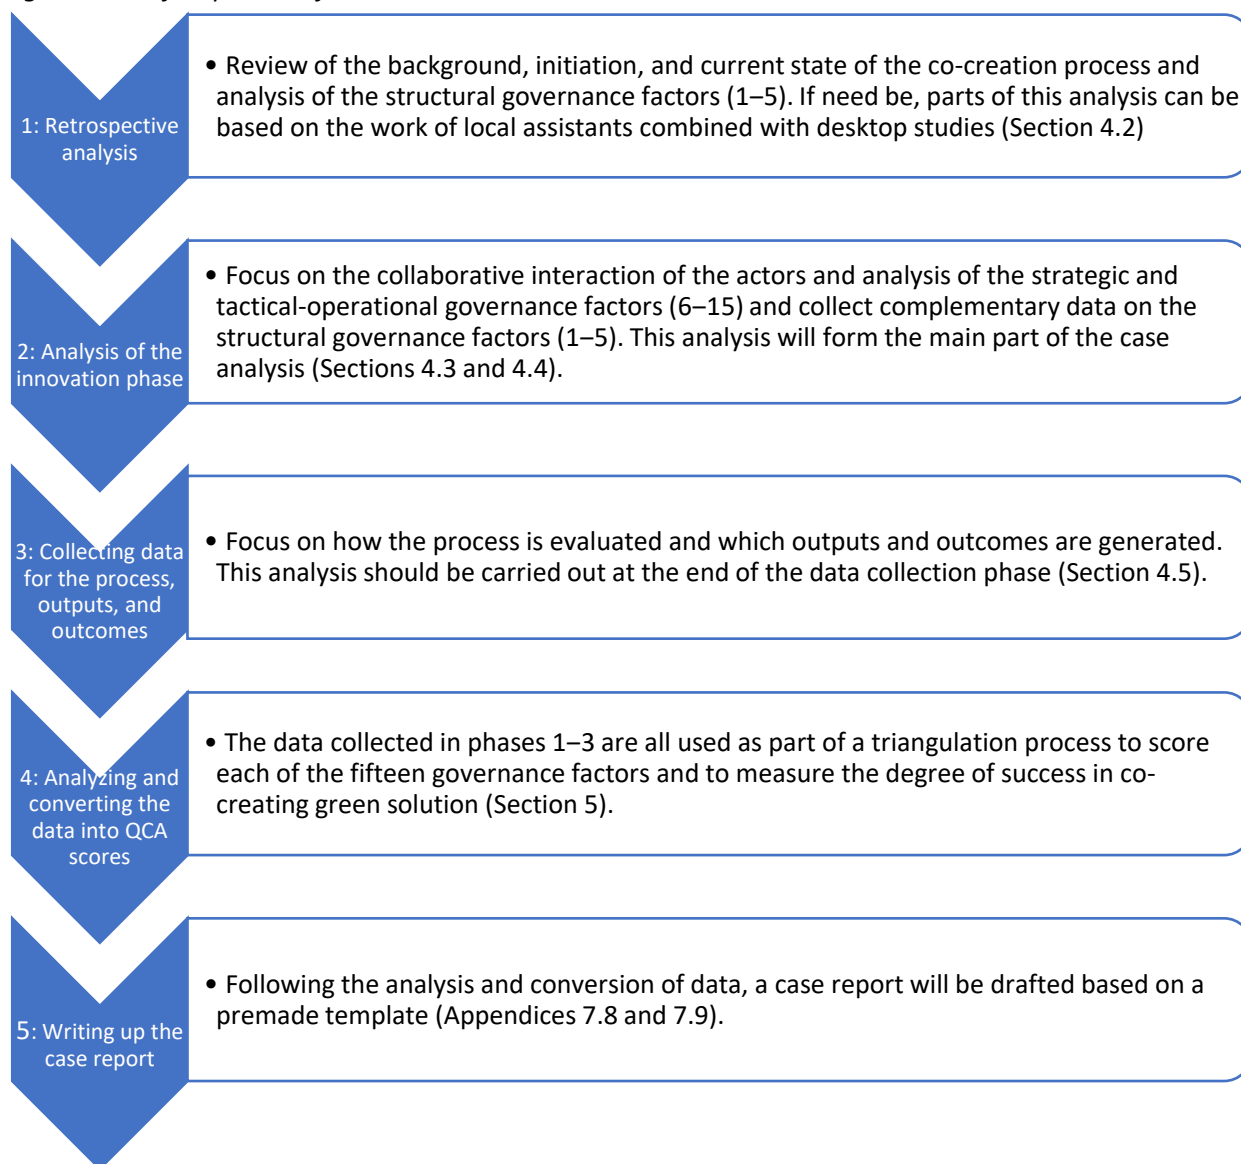 1: Retrospective
analysis
• Review of the background, initiation, and current state of the co-creation process and
analysis of the structural governance factors (1–5). If need be, parts of this analysis can be
based on the work of local assistants combined with desktop studies (Section 4.2)
2: Analysis of the
innovation phase
• Focus on the collaborative interaction of the actors and analysis of the strategic and
tactical-operational governance factors (6–15) and collect complementary data on the
structural governance factors (1–5). This analysis will form the main part of the case
analysis (Sections 4.3 and 4.4).
3: Collecting data
for the process,
outputs, and
outcomes
• Focus on how the process is evaluated and which outputs and outcomes are generated.
This analysis should be carried out at the end of the data collection phase (Section 4.5).
4: Analyzing and
converting the
data into QCA
scores
• The data collected in phases 1–3 are all used as part of a triangulation process to score
each of the fifteen governance factors and to measure the degree of success in co-
creating green solution (Section 5).
5: Writing up the
case report
• Following the analysis and conversion of data, a case report will be drafted based on a
premade template (Appendices 7.8 and 7.9).